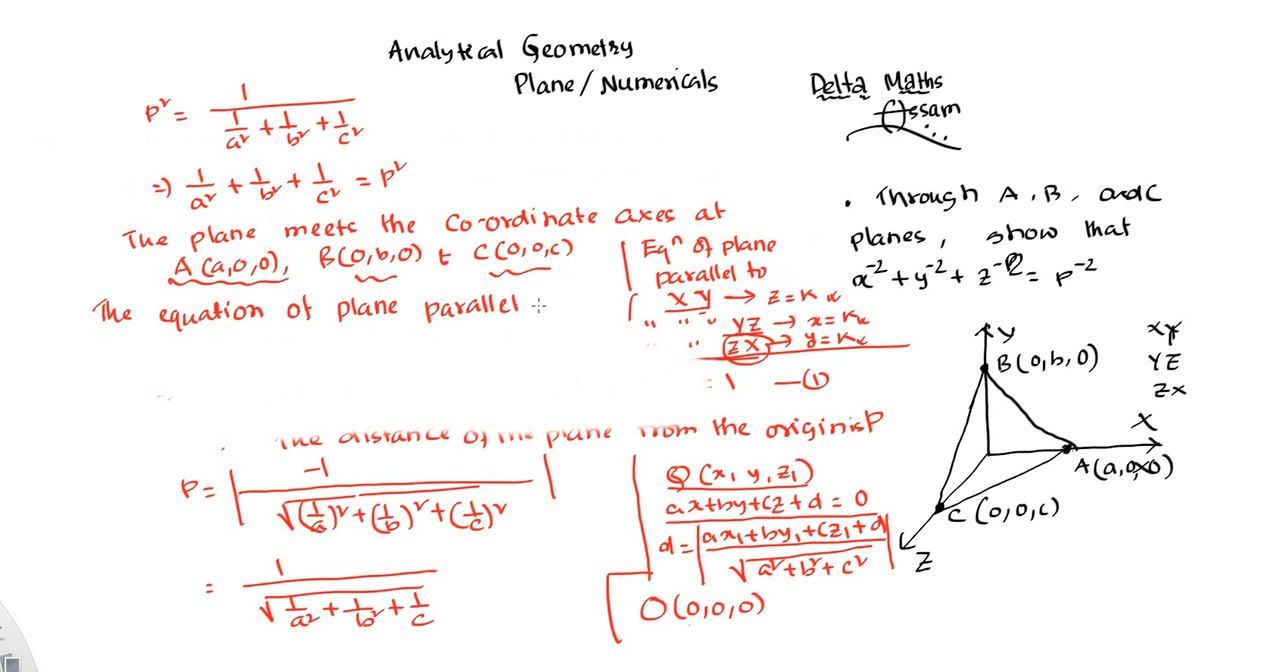 Analytical Geometry
Plane/Numericals
Delta Maths
Assam
p² = 1 / (1/a² + 1/b² + 1/c²)
=) 1/a² + 1/b² + 1/c² = p²
The plane meets the Co-ordinate axes at
A(a,0,0), B(0,b,0) & C(0,0,c)
The equation of plane parallel
Eqⁿ of plane
parallel to
XY → z=k
" " YZ → x=k
" " ZX → y=k
= 1 —(1)
. Through A, B, and C
planes, show that
x⁻² + y⁻² + z⁻² = p⁻²
The distance of the plane from the origin is P
P = | -1 / √((1/a)² + (1/b)² + (1/c)²) |
= 1 / √(1/a² + 1/b² + 1/c)
Q(x, y, z₁)
ax+by+cz+d=0
d = | ax₁+by₁+cz₁+d / √(a²+b²+c²) |
O(0,0,0)
Y
B(0,b,0)
X
A(a,0,0)
C(0,0,c)
Z
XY
YZ
ZX